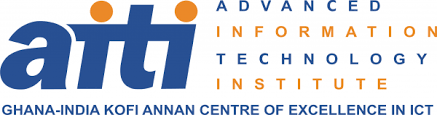 aiti
ADVANCED
INFORMATION
TECHNOLOGY
INSTITUTE
GHANA-INDIA KOFI ANNAN CENTRE OF EXCELLENCE IN ICT